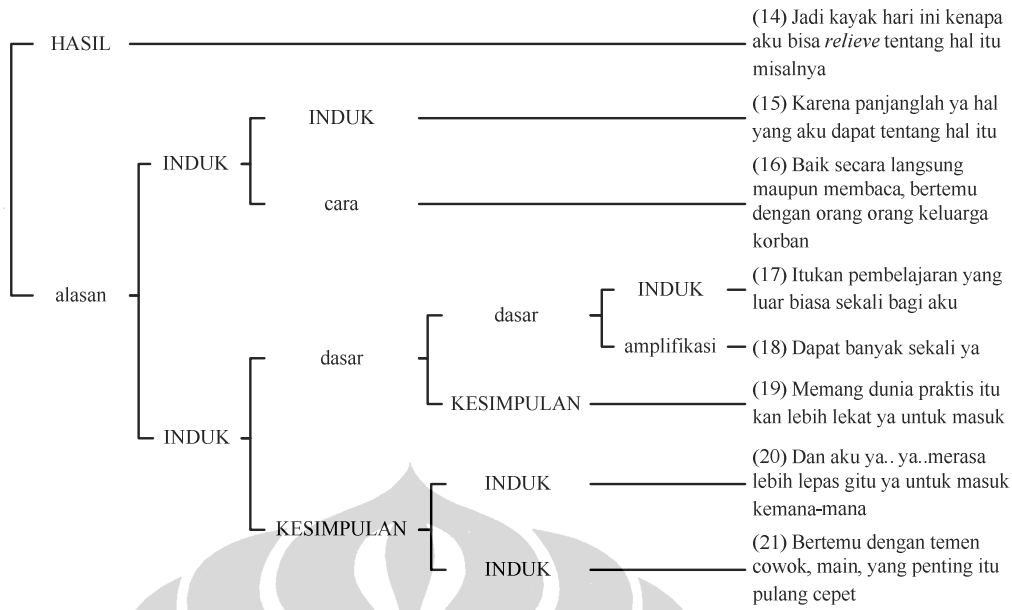 HASIL
(14) Jadi kayak hari ini kenapa
aku bisa relieve tentang hal itu
misalnya
alasan
INDUK
INDUK
(15) Karena panjanglah ya hal
yang aku dapat tentang hal itu
cara
(16) Baik secara langsung
maupun membaca, bertemu
dengan orang orang keluarga
korban
INDUK
dasar
dasar
INDUK
(17) Itukan pembelajaran yang
luar biasa sekali bagi aku
amplifikasi
(18) Dapat banyak sekali ya
KESIMPULAN
(19) Memang dunia praktis itu
kan lebih lekat ya untuk masuk
KESIMPULAN
INDUK
(20) Dan aku ya.. ya..merasa
lebih lepas gitu ya untuk masuk
kemana-mana
INDUK
(21) Bertemu dengan temen
cowok, main, yang penting itu
pulang cepet